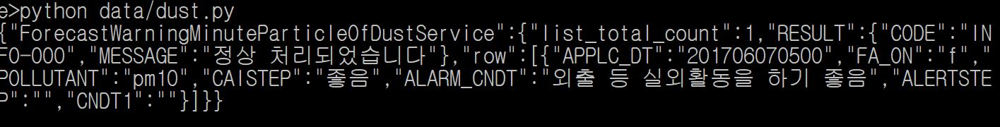 e>python data/dust.py
{"ForecastWarningMinuteParticleOfDustService":{"list_total_count":1,"RESULT":{"CODE":"IN
FO-000","MESSAGE":"정상 처리되었습니다"},"row":[{"APPLC_DT":"201706070500","FA_ON":"f","
POLLUTANT":"pm10","CAISTEP":"좋음","ALARM_CNDT":"외출 등 실외활동을 하기 좋음","ALERTSTE
P":"","CNDT1":""}]}}